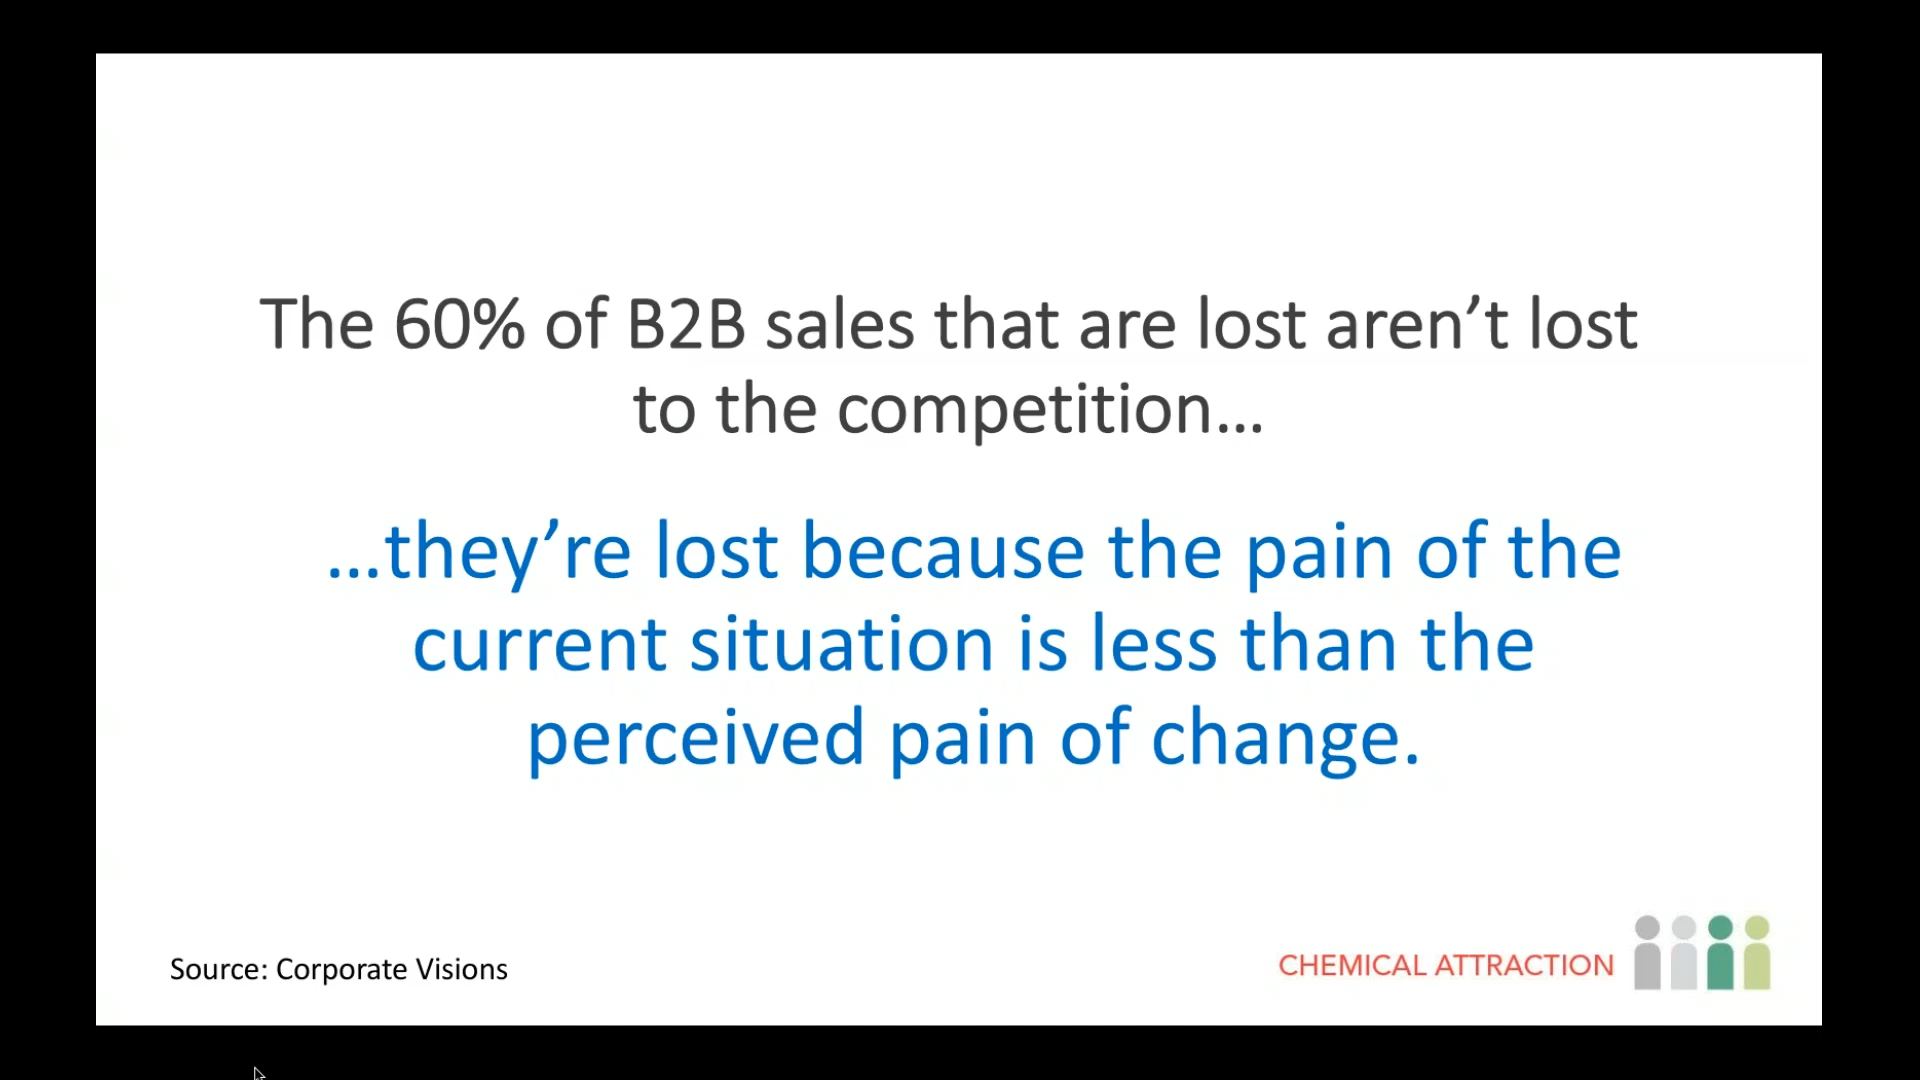 The 60% of B2B sales that are lost aren’t lost
to the competition…
…they’re lost because the pain of the
current situation is less than the
perceived pain of change.
Source: Corporate Visions
CHEMICAL ATTRACTION